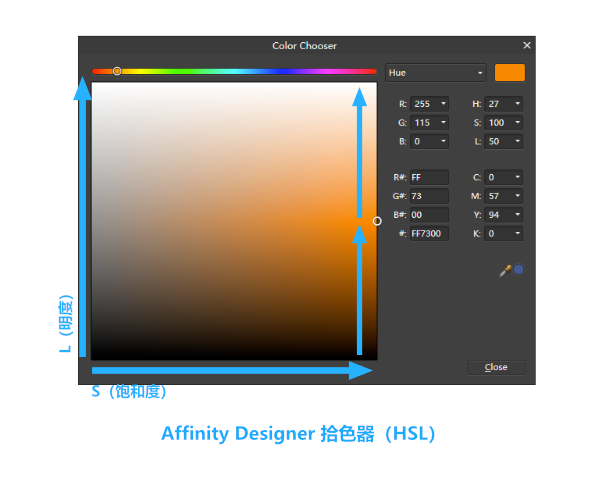 Color Chooser
Hue
R: 255 H: 27
G: 115 S: 100
B: 0 L: 50
R#: FF C: 0
G#: 73 M: 57
B#: 00 Y: 94
#: FF7300 K: 0
Close
L（明度）
S（饱和度）
Affinity Designer 拾色器（HSL）